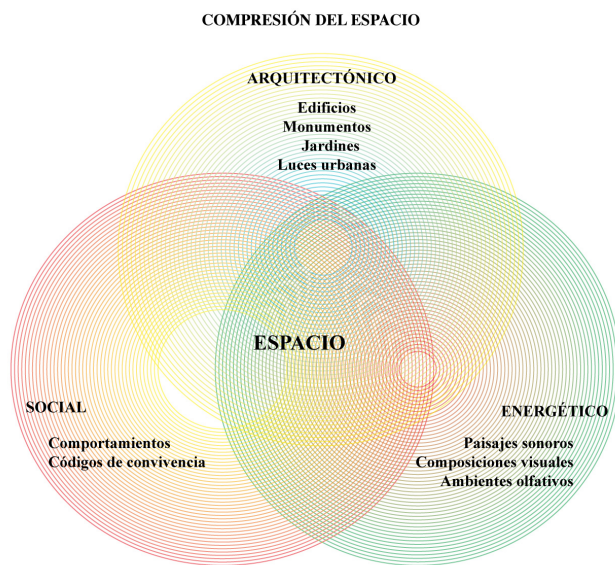 COMPRESIÓN DEL ESPACIO
ARQUITECTÓNICO
Edificios
Monumentos
Jardines
Luces urbanas
ESPACIO
SOCIAL
Comportamientos
Códigos de convivencia
ENERGÉTICO
Paisajes sonoros
Composiciones visuales
Ambientes olfativos